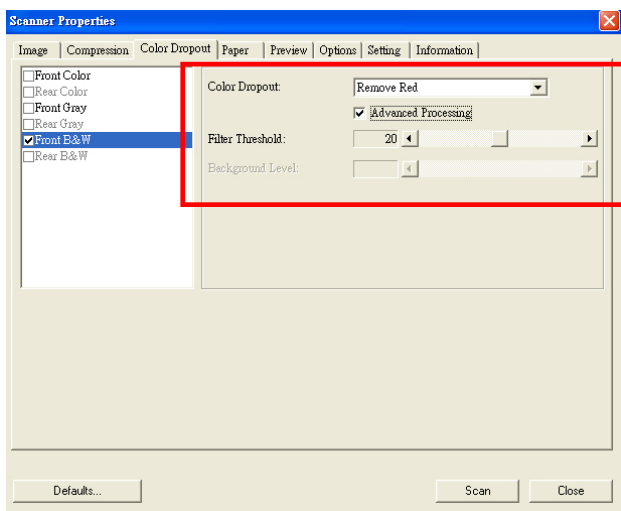 Scanner Properties
Image Compression Color Dropout Paper Preview Options Setting Information
Front Color
Rear Color
Front Gray
Rear Gray
Front B&W
Rear B&W
Color Dropout: Remove Red
Advanced Processing
Filter Threshold: 20
Background Level:
Defaults... Scan Close